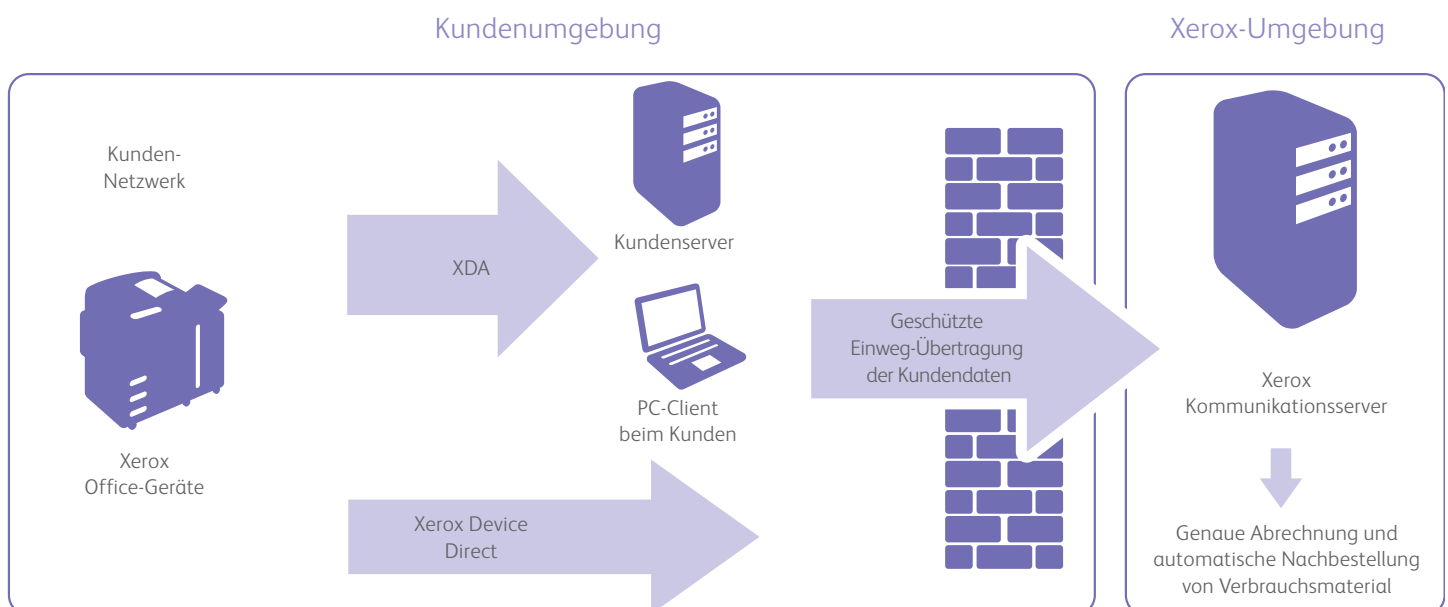 Kundenumgebung
Xerox-Umgebung
Kunden-
Netzwerk
Xerox
Office-Geräte
XDA
Xerox Device
Direct
Kundenserver
PC-Client
beim Kunden
Geschützte
Einweg-Übertragung
der Kundendaten
Xerox
Kommunikationsserver
Genaue Abrechnung und
automatische Nachbestellung
von Verbrauchsmaterial